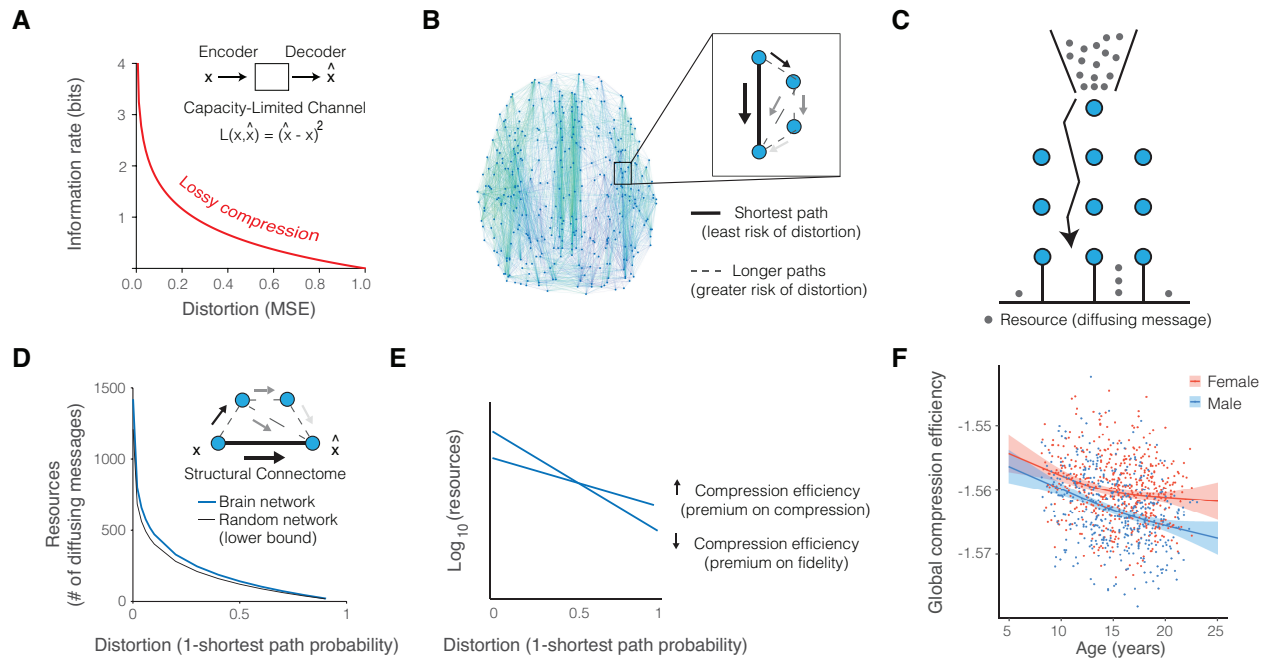 A
Encoder
Decoder
x
x̂
Capacity-Limited Channel
L(x,x̂) = (x̂ - x)²
Lossy compression
Information rate (bits)
4
3
2
1
0.0
0.2
0.4
0.6
0.8
1.0
Distortion (MSE)
B
Shortest path
(least risk of distortion)
Longer paths
(greater risk of distortion)
C
Resource (diffusing message)
D
Resources
(# of diffusing messages)
1500
1000
500
0
x
x̂
Structural Connectome
Brain network
Random network
(lower bound)
0
0.5
1
Distortion (1-shortest path probability)
E
Log10(resources)
Compression efficiency
(premium on compression)
Compression efficiency
(premium on fidelity)
0
0.5
1
Distortion (1-shortest path probability)
F
Global compression efficiency
Female
Male
-1.55
-1.56
-1.57
5
10
15
20
25
Age (years)